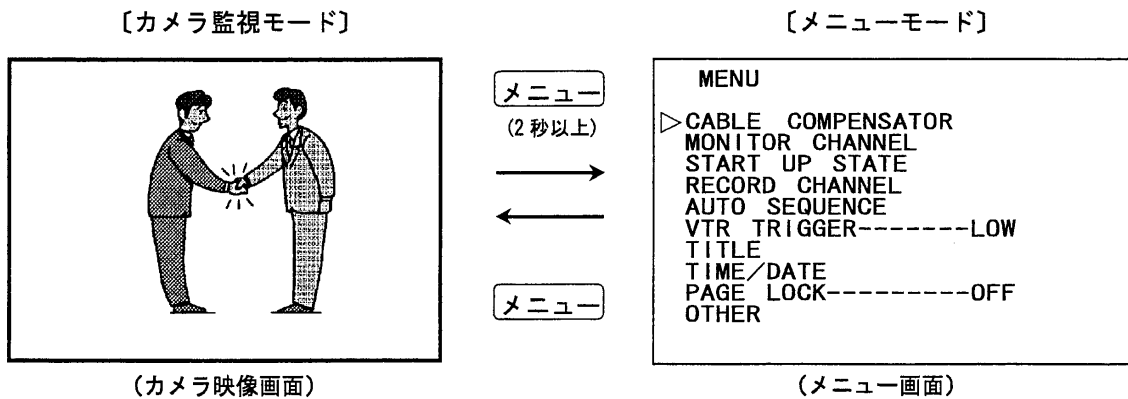 〔カメラ監視モード〕
〔メニューモード〕
メニュー
(2秒以上)
メニュー
MENU
▷CABLE COMPENSATOR
MONITOR CHANNEL
START UP STATE
RECORD CHANNEL
AUTO SEQUENCE
VTR TRIGGER-------LOW
TITLE
TIME/DATE
PAGE LOCK---------OFF
OTHER
(カメラ映像画面)
(メニュー画面)